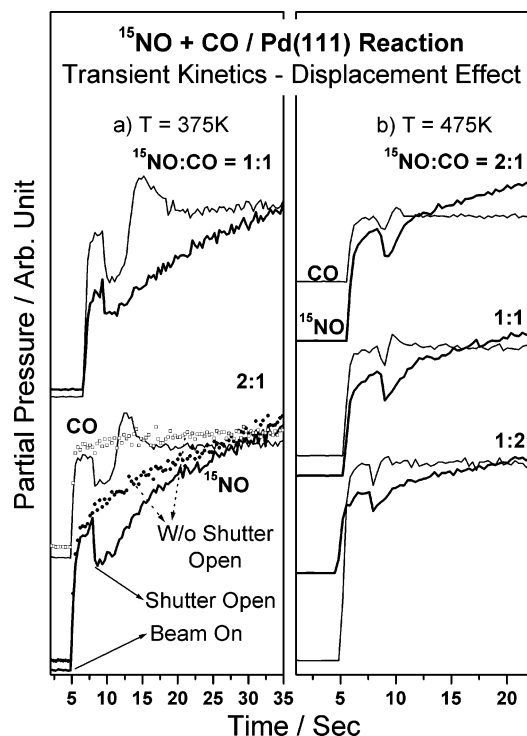 ¹⁵NO + CO / Pd(111) Reaction
Transient Kinetics - Displacement Effect
a) T = 375K
¹⁵NO:CO = 1:1
2:1
CO
¹⁵NO
W/o Shutter
Open
Shutter Open
Beam On
b) T = 475K
¹⁵NO:CO = 2:1
CO
¹⁵NO
1:1
1:2
Partial Pressure / Arb. Unit
5 10 15 20 25 30 35
5 10 15 20
Time / Sec